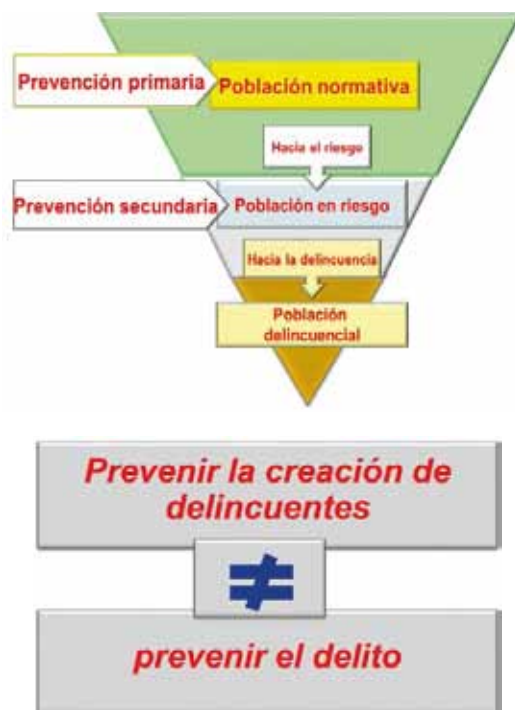 Prevención primaria
Población normativa
Hacia el riesgo
Prevención secundaria
Población en riesgo
Hacia la delincuencia
Población
delincuencial
Prevenir la creación de
delincuentes
≠
prevenir el delito